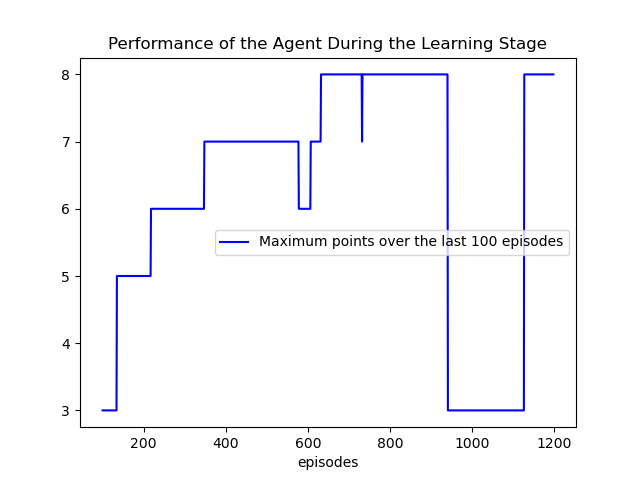 Performance of the Agent During the Learning Stage
8
7
6
5
4
3
Maximum points over the last 100 episodes
200 400 600 800 1000 1200
episodes